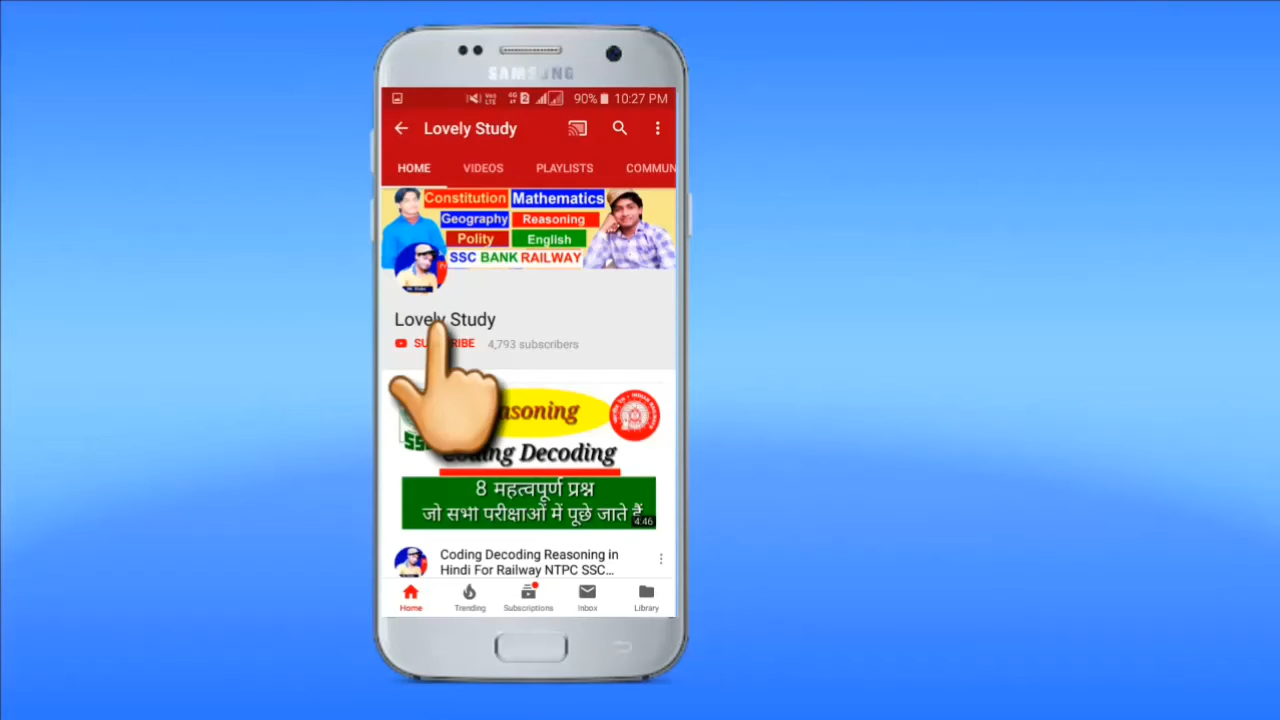 SAMSUNG
90% 10:27 PM
Lovely Study
HOME VIDEOS PLAYLISTS COMMUN
Constitution Mathematics
Geography Reasoning
Polity English
SSC BANK RAILWAY
Lovely Study
SUBSCRIBE 4,793 subscribers
Coding Decoding
8 महत्वपूर्ण प्रश्न
जो सभी परीक्षाओं में पूछे जाते हैं
4:46
Coding Decoding Reasoning in
Hindi For Railway NTPC SSC...
Home Trending Subscriptions Inbox Library